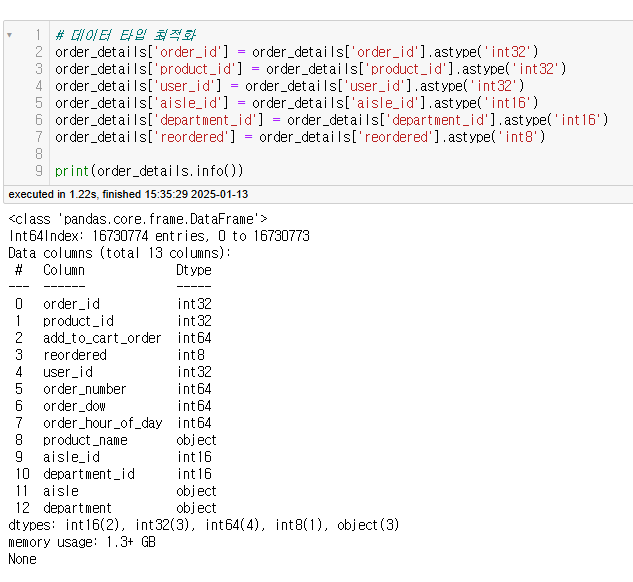 1 # 데이터 타입 최적화
2 order_details['order_id'] = order_details['order_id'].astype('int32')
3 order_details['product_id'] = order_details['product_id'].astype('int32')
4 order_details['user_id'] = order_details['user_id'].astype('int32')
5 order_details['aisle_id'] = order_details['aisle_id'].astype('int16')
6 order_details['department_id'] = order_details['department_id'].astype('int16')
7 order_details['reordered'] = order_details['reordered'].astype('int8')
8
9 print(order_details.info())
executed in 1.22s, finished 15:35:29 2025-01-13
<class 'pandas.core.frame.DataFrame'>
Int64Index: 16730774 entries, 0 to 16730773
Data columns (total 13 columns):
 #   Column             Dtype
---  ------             -----
 0   order_id           int32
 1   product_id         int32
 2   add_to_cart_order  int64
 3   reordered          int8
 4   user_id            int32
 5   order_number       int64
 6   order_dow          int64
 7   order_hour_of_day  int64
 8   product_name       object
 9   aisle_id           int16
 10  department_id      int16
 11  aisle              object
 12  department         object
dtypes: int16(2), int32(3), int64(4), int8(1), object(3)
memory usage: 1.3+ GB
None